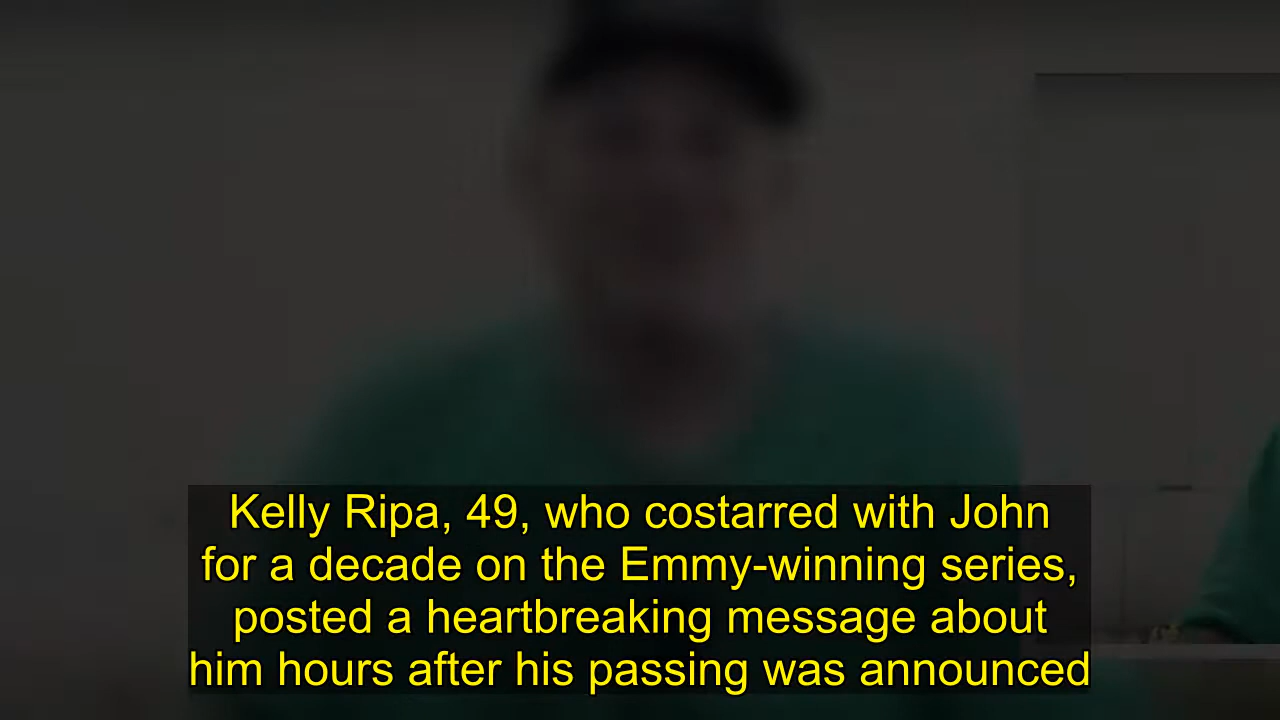 Kelly Ripa, 49, who costarred with John
for a decade on the Emmy-winning series,
posted a heartbreaking message about
him hours after his passing was announced